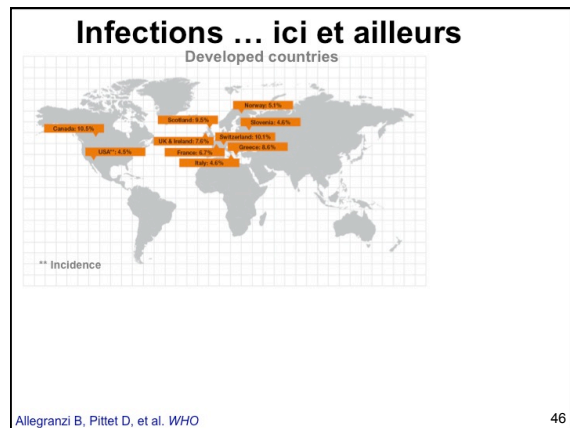 Infections … ici et ailleurs
Developed countries
Norway: 5.1%
Scotland: 9.5%
Slovenia: 4.6%
Canada: 10.5%
Switzerland: 10.1%
UK & Ireland: 7.6%
Greece: 8.6%
USA**: 4.5%
France: 6.7%
Italy: 4.6%
** Incidence
Allegranzi B, Pittet D, et al. WHO
46